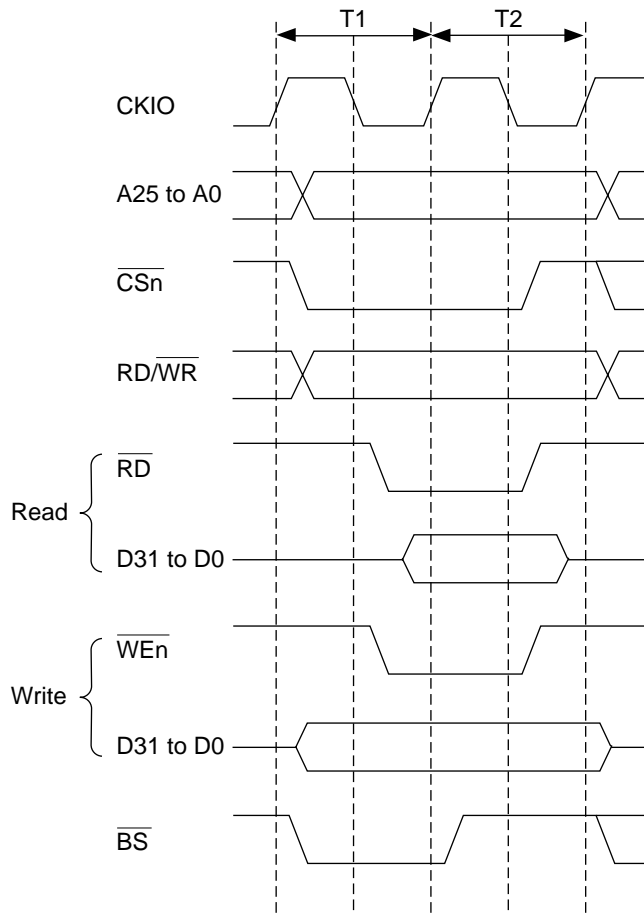 T1 T2
CKIO
A25 to A0
CSn
RD/WR
Read
RD
D31 to D0
Write
WEn
D31 to D0
BS